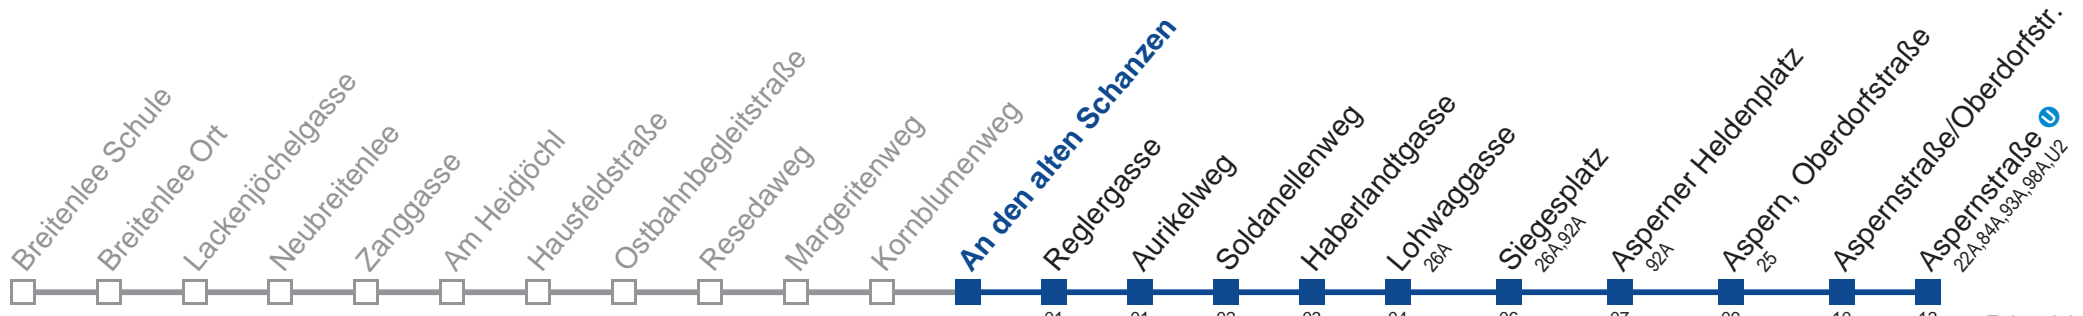 Breitenlee Schule
Breitenlee Ort
Lackenjöchelgasse
Neubreitenlee
Zanggasse
Am Heidjöchl
Hausfeldstraße
Ostbahnbegleitstraße
Resedaweg
Margeritenweg
Kornblumenweg
An den alten Schanzen
Reglergasse
Aurikelweg
Soldanellenweg
Haberlandtgasse
Lohwaggasse
26A
Siegesplatz
26A,92A
Asperner Heldenplatz
92A
Aspern, Oberdorfstraße
25
Aspernstraße/Oberdorfstr.
Aspernstraße U
22A,84A,93A,98A,U2